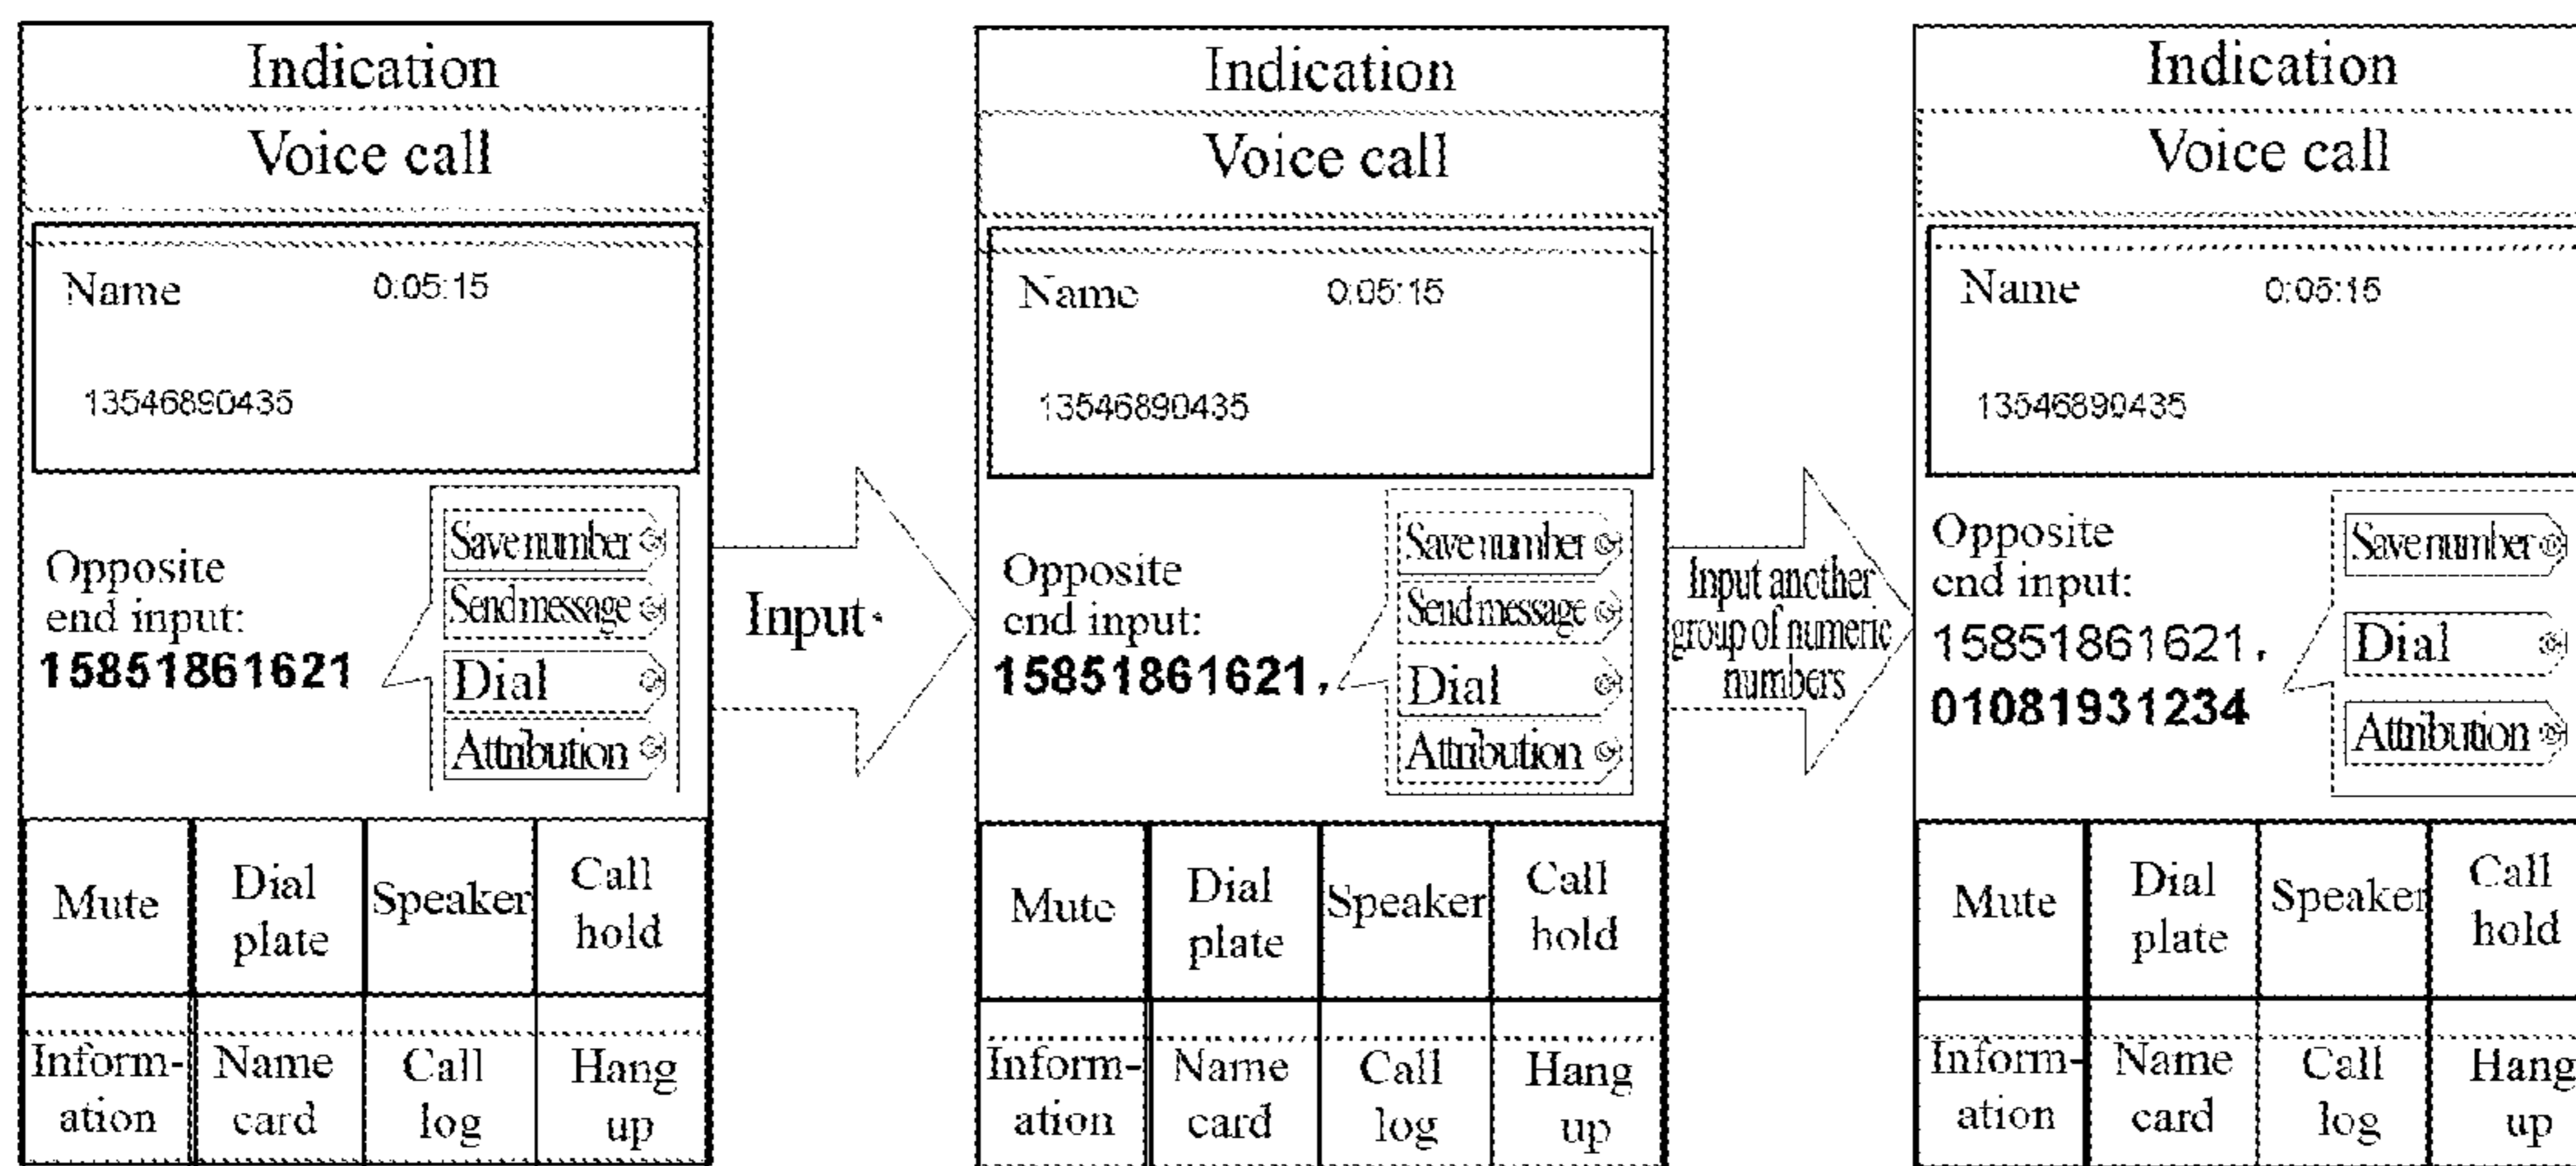 Indication
Voice call
Name 0:05:15
13546890435
Opposite
end input:
15851861621
Save number
Send message
Dial
Attribution
Mute
Dial
plate
Speaker
Call
hold
Inform-
ation
Name
card
Call
log
Hang
up
Input
Indication
Voice call
Name 0:05:15
13546890435
Opposite
end input:
15851861621,
Save number
Send message
Dial
Attribution
Mute
Dial
plate
Speaker
Call
hold
Inform-
ation
Name
card
Call
log
Hang
up
Input another
group of numeric
numbers
Indication
Voice call
Name 0:05:15
13546890435
Opposite
end input:
15851861621,
01081931234
Save number
Dial
Attribution
Mute
Dial
plate
Speaker
Call
hold
Inform-
ation
Name
card
Call
log
Hang
up